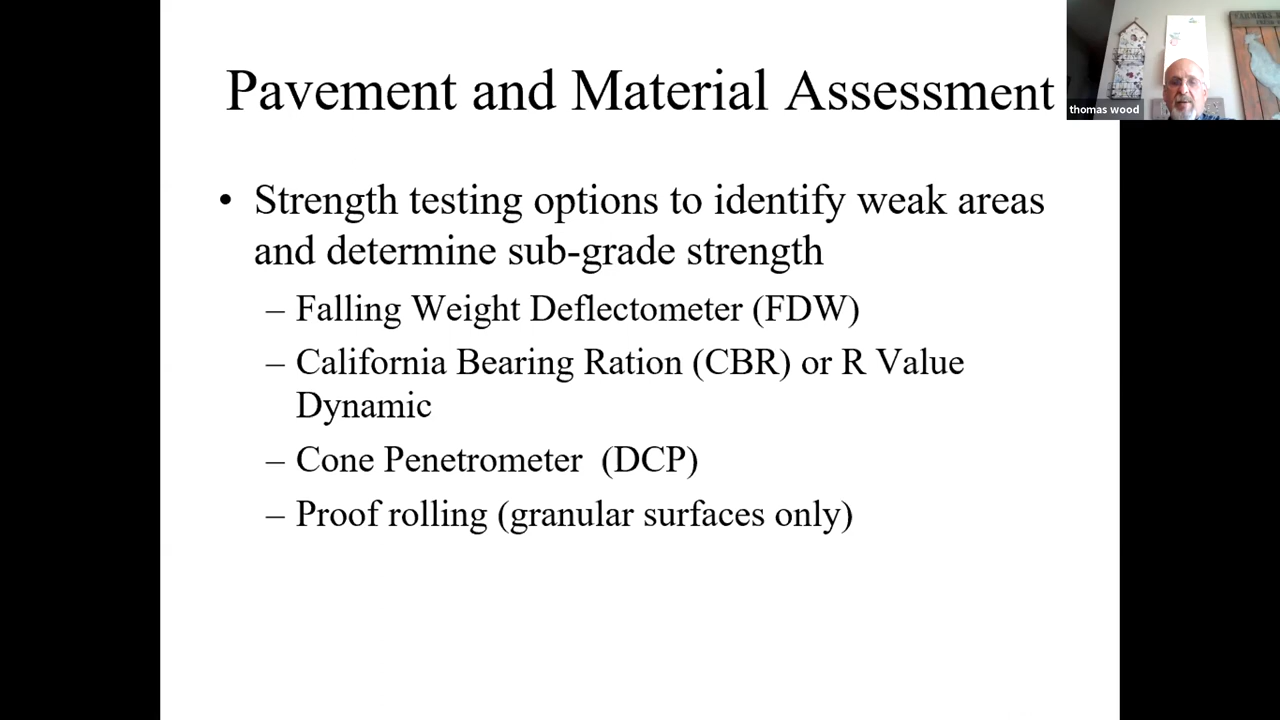 Pavement and Material Assessment
thomas wood
• Strength testing options to identify weak areas
and determine sub-grade strength
– Falling Weight Deflectometer (FDW)
– California Bearing Ration (CBR) or R Value
Dynamic
– Cone Penetrometer (DCP)
– Proof rolling (granular surfaces only)